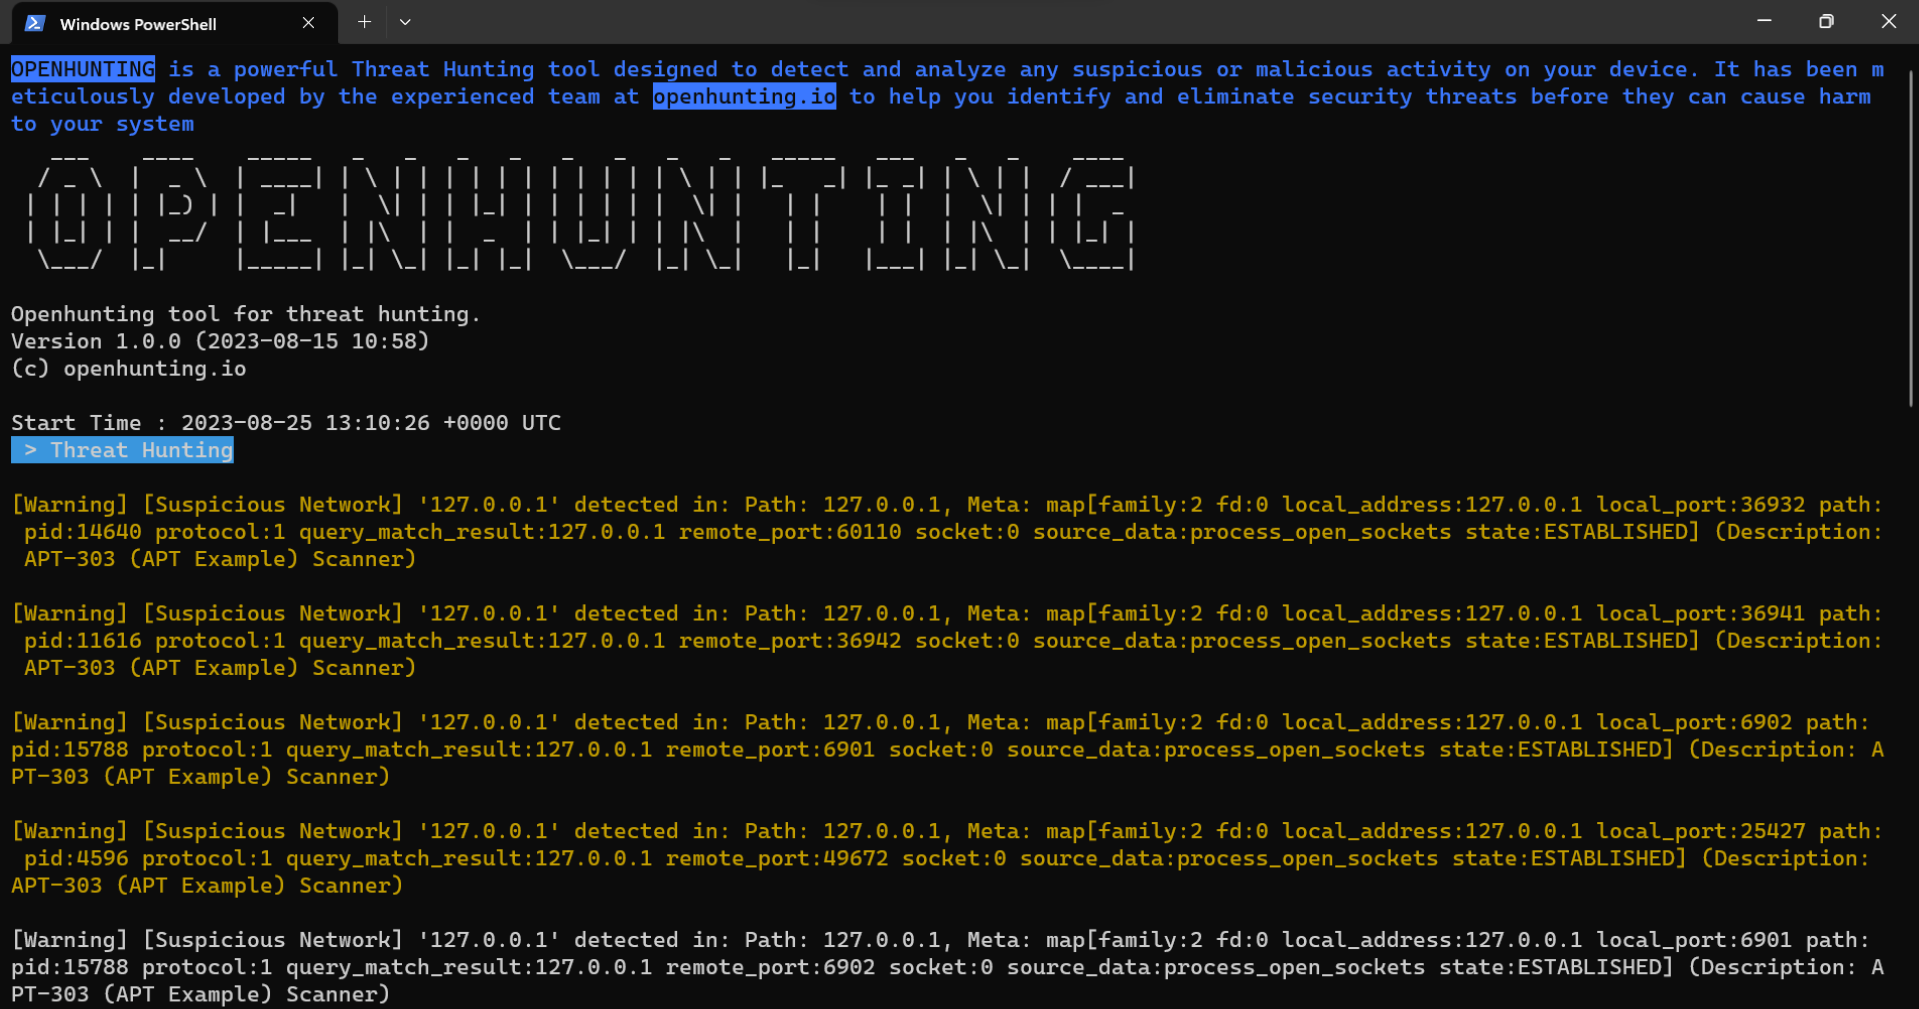 Windows PowerShell
OPENHUNTING is a powerful Threat Hunting tool designed to detect and analyze any suspicious or malicious activity on your device. It has been m
eticulously developed by the experienced team at openhunting.io to help you identify and eliminate security threats before they can cause harm
to your system
OPENHUNTING
Openhunting tool for threat hunting.
Version 1.0.0 (2023-08-15 10:58)
(c) openhunting.io
Start Time : 2023-08-25 13:10:26 +0000 UTC
> Threat Hunting
[Warning] [Suspicious Network] '127.0.0.1' detected in: Path: 127.0.0.1, Meta: map[family:2 fd:0 local_address:127.0.0.1 local_port:36932 path:
pid:14640 protocol:1 query_match_result:127.0.0.1 remote_port:60110 socket:0 source_data:process_open_sockets state:ESTABLISHED] (Description:
APT-303 (APT Example) Scanner)
[Warning] [Suspicious Network] '127.0.0.1' detected in: Path: 127.0.0.1, Meta: map[family:2 fd:0 local_address:127.0.0.1 local_port:36941 path:
pid:11616 protocol:1 query_match_result:127.0.0.1 remote_port:36942 socket:0 source_data:process_open_sockets state:ESTABLISHED] (Description:
APT-303 (APT Example) Scanner)
[Warning] [Suspicious Network] '127.0.0.1' detected in: Path: 127.0.0.1, Meta: map[family:2 fd:0 local_address:127.0.0.1 local_port:6902 path:
pid:15788 protocol:1 query_match_result:127.0.0.1 remote_port:6901 socket:0 source_data:process_open_sockets state:ESTABLISHED] (Description: A
PT-303 (APT Example) Scanner)
[Warning] [Suspicious Network] '127.0.0.1' detected in: Path: 127.0.0.1, Meta: map[family:2 fd:0 local_address:127.0.0.1 local_port:25427 path:
pid:4596 protocol:1 query_match_result:127.0.0.1 remote_port:49672 socket:0 source_data:process_open_sockets state:ESTABLISHED] (Description:
APT-303 (APT Example) Scanner)
[Warning] [Suspicious Network] '127.0.0.1' detected in: Path: 127.0.0.1, Meta: map[family:2 fd:0 local_address:127.0.0.1 local_port:6901 path:
pid:15788 protocol:1 query_match_result:127.0.0.1 remote_port:6902 socket:0 source_data:process_open_sockets state:ESTABLISHED] (Description: A
PT-303 (APT Example) Scanner)